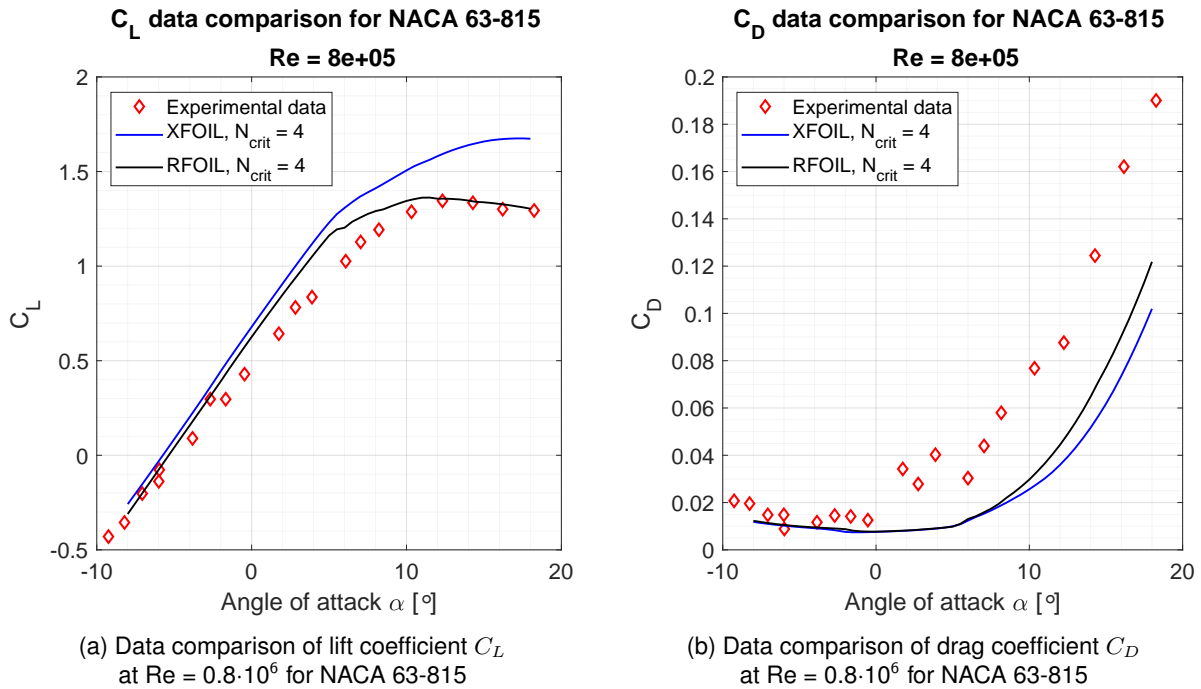 C_L data comparison for NACA 63-815
Re = 8e+05
2
1.5
1
0.5
0
-0.5
-10
0
10
20
C_L
Angle of attack α [°]
Experimental data
XFOIL, N_crit = 4
RFOIL, N_crit = 4
(a) Data comparison of lift coefficient C_L
at Re = 0.8·10⁶ for NACA 63-815
C_D data comparison for NACA 63-815
Re = 8e+05
0.2
0.18
0.16
0.14
0.12
0.1
0.08
0.06
0.04
0.02
0
-10
0
10
20
C_D
Angle of attack α [°]
Experimental data
XFOIL, N_crit = 4
RFOIL, N_crit = 4
(b) Data comparison of drag coefficient C_D
at Re = 0.8·10⁶ for NACA 63-815